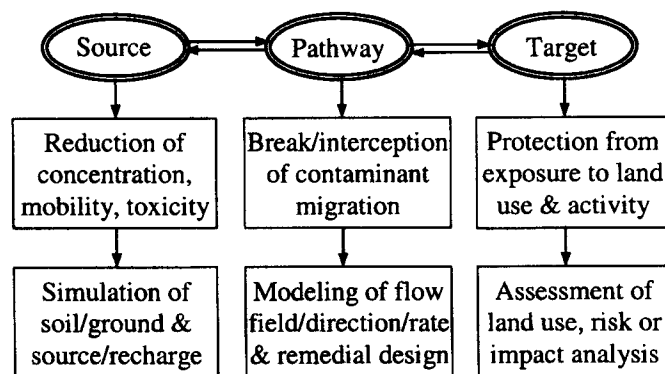 Source
Pathway
Target
Reduction of
concentration,
mobility, toxicity
Break/interception
of contaminant
migration
Protection from
exposure to land
use & activity
Simulation of
soil/ground &
source/recharge
Modeling of flow
field/direction/rate
& remedial design
Assessment of
land use, risk or
impact analysis